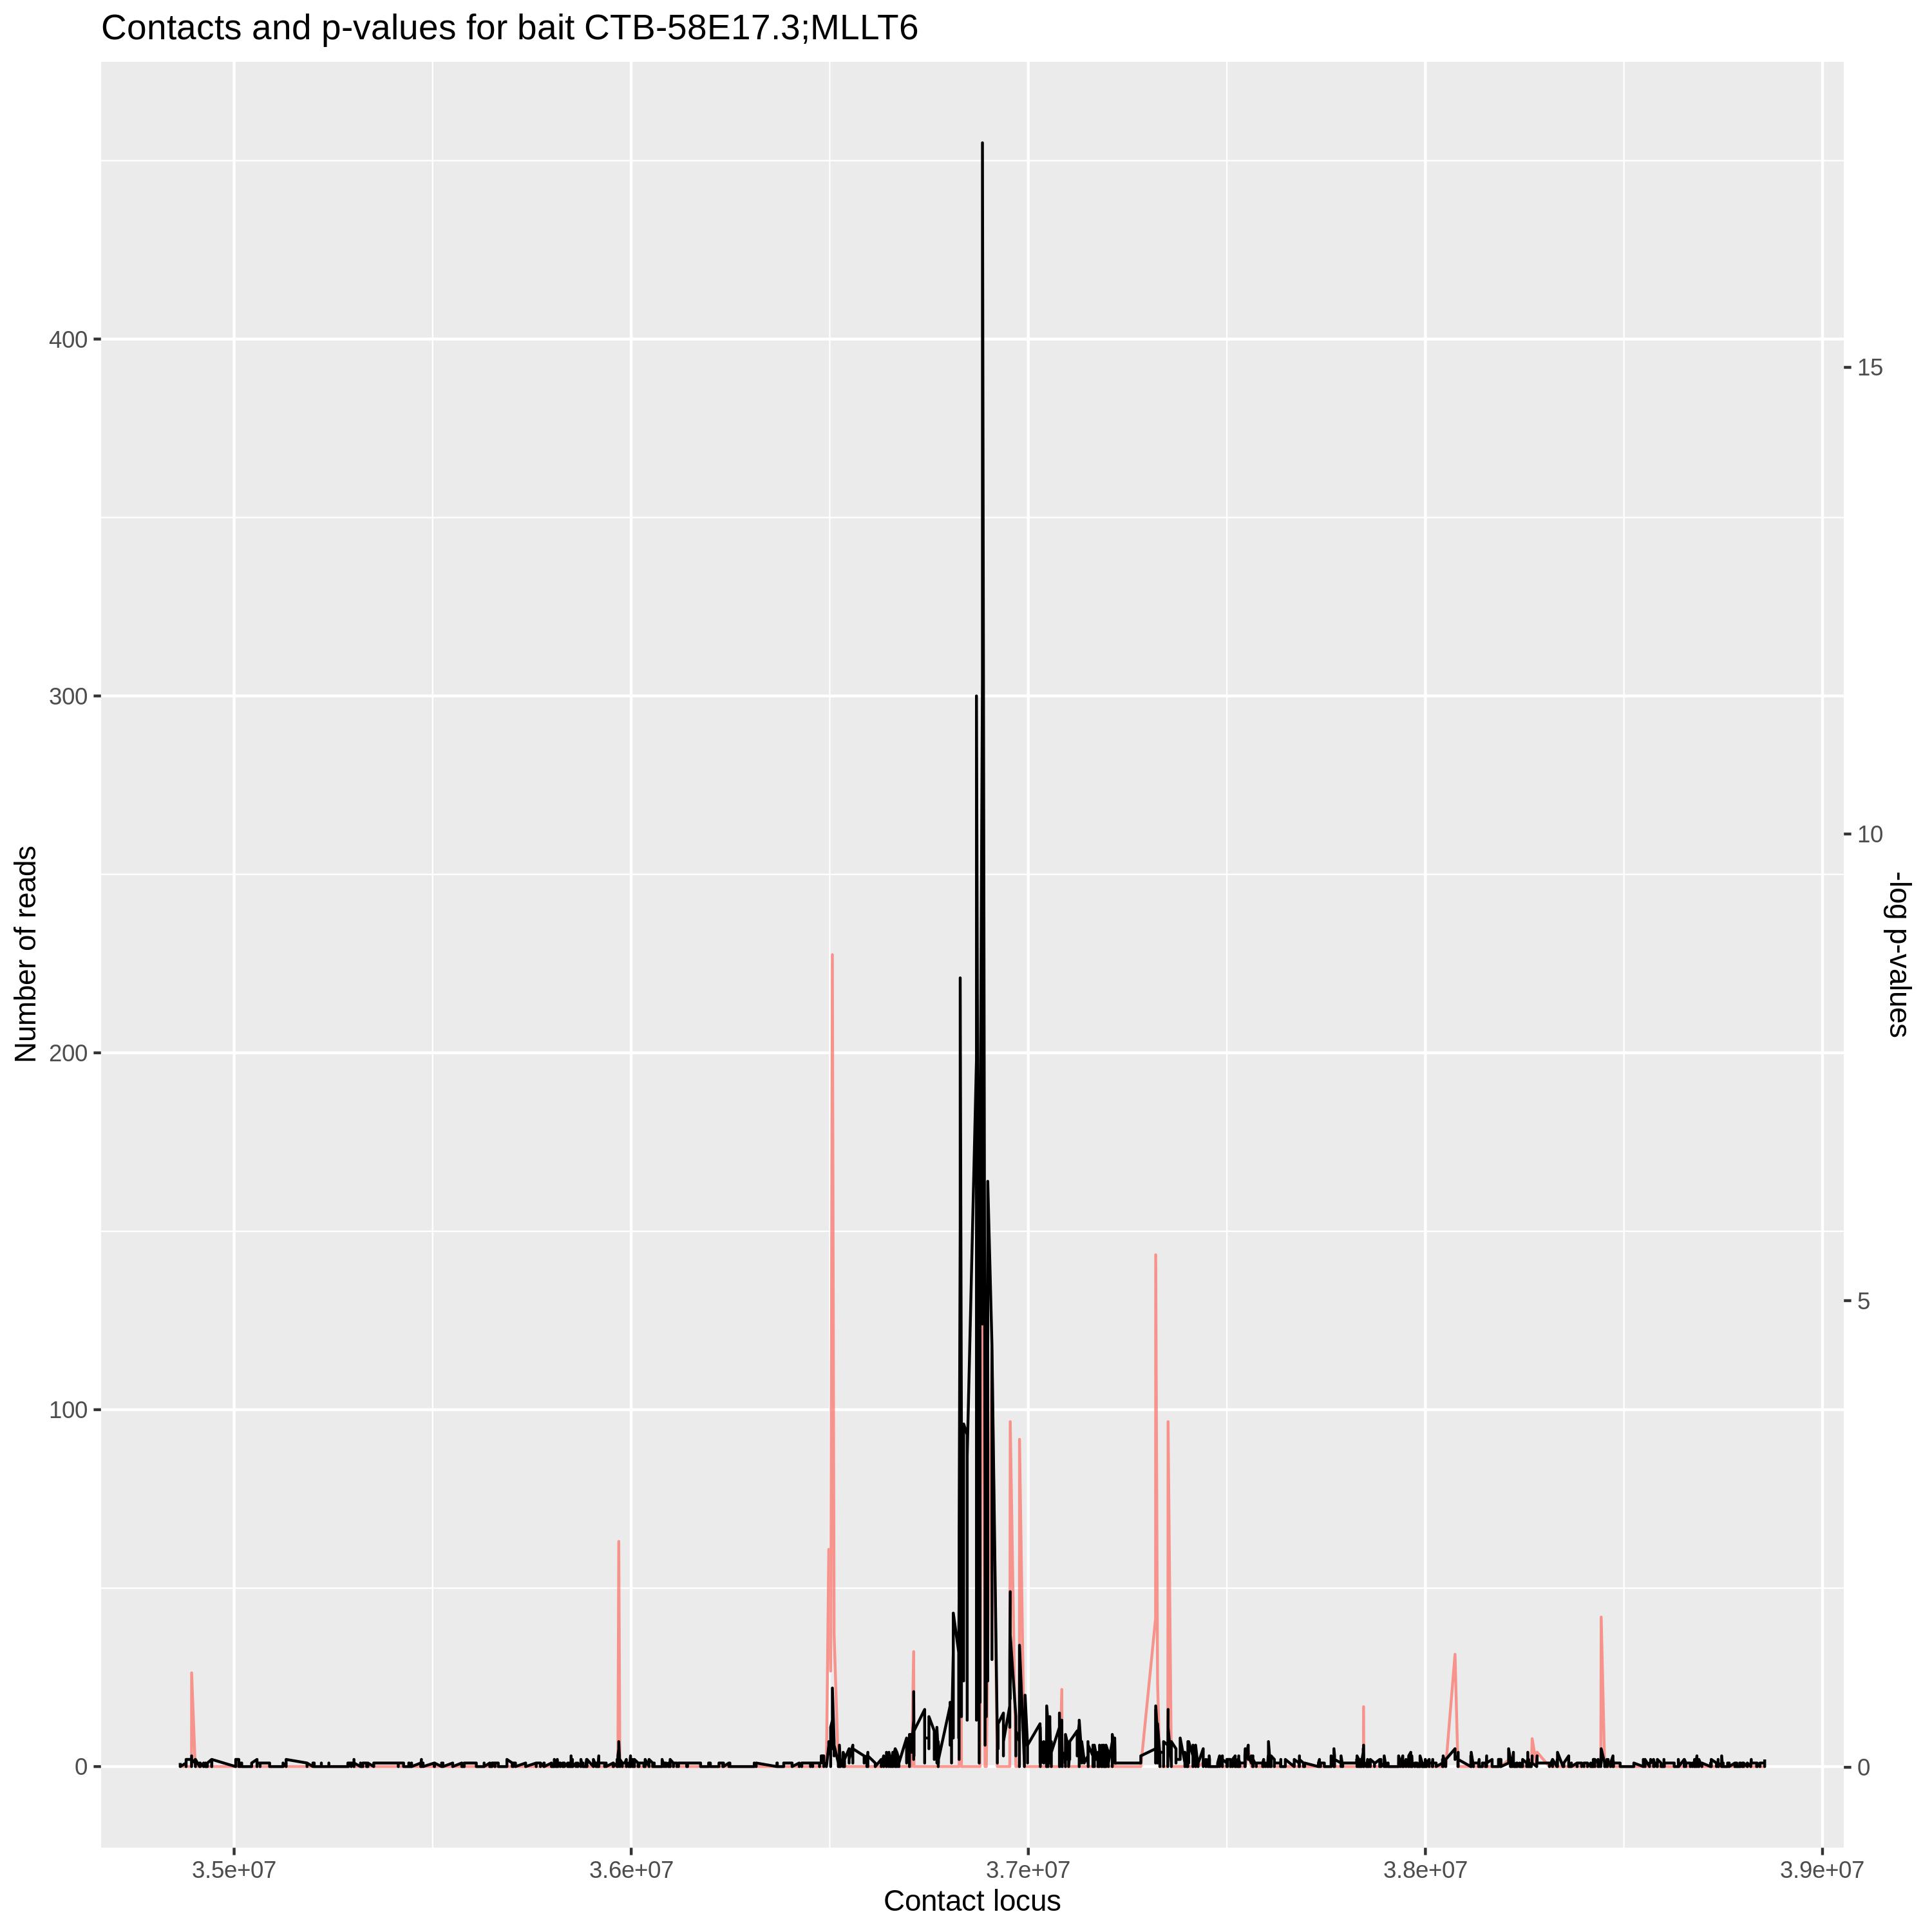 Contacts and p-values for bait CTB-58E17.3;MLLT6
Number of reads
400
300
200
100
0
15
10
5
0
-log p-values
3.5e+07
3.6e+07
3.7e+07
3.8e+07
3.9e+07
Contact locus